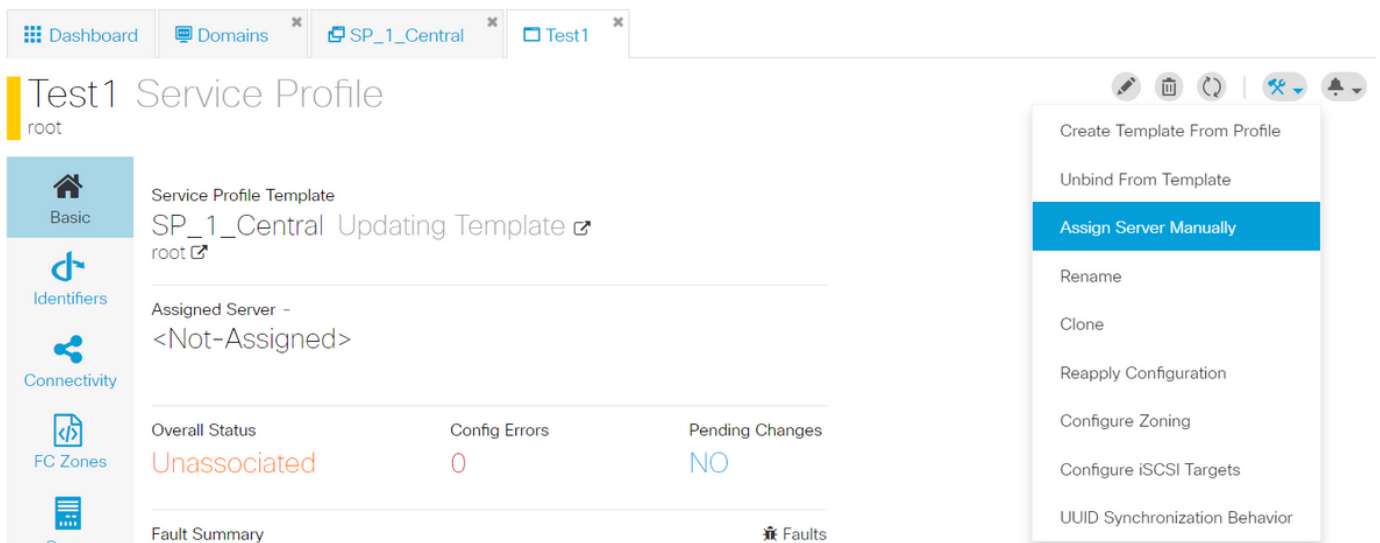 Dashboard
Domains
SP_1_Central
Test1
Test1 Service Profile
root
Basic
Identifiers
Connectivity
FC Zones
Service Profile Template
SP_1_Central Updating Template
root
Assigned Server -
<Not-Assigned>
Overall Status
Config Errors
Pending Changes
Unassociated
0
NO
Fault Summary
Faults
Create Template From Profile
Unbind From Template
Assign Server Manually
Rename
Clone
Reapply Configuration
Configure Zoning
Configure iSCSI Targets
UUID Synchronization Behavior